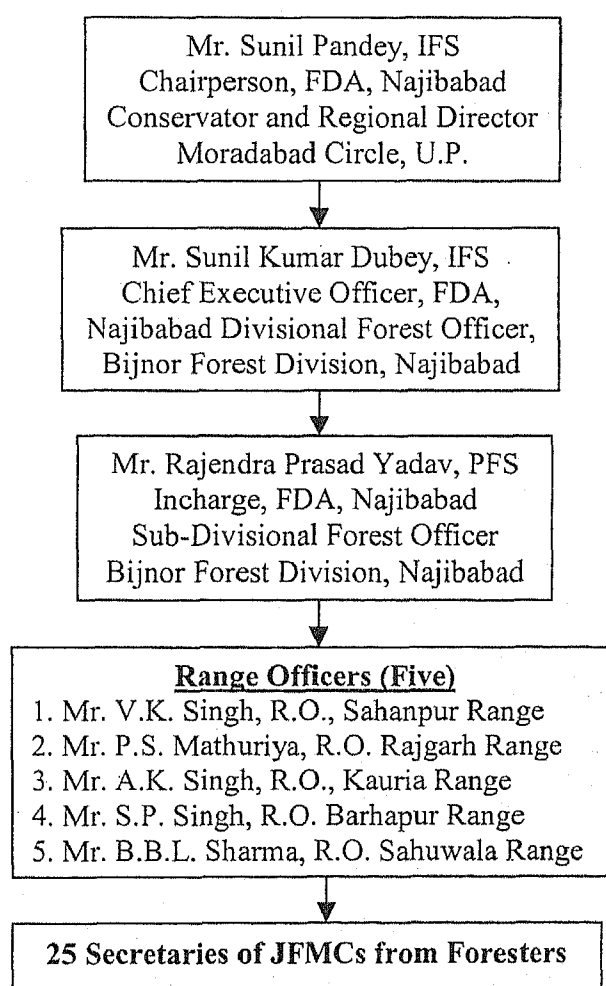 Mr. Sunil Pandey, IFS
Chairperson, FDA, Najibabad
Conservator and Regional Director
Moradabad Circle, U.P.
Mr. Sunil Kumar Dubey, IFS
Chief Executive Officer, FDA,
Najibabad Divisional Forest Officer,
Bijnor Forest Division, Najibabad
Mr. Rajendra Prasad Yadav, PFS
Incharge, FDA, Najibabad
Sub-Divisional Forest Officer
Bijnor Forest Division, Najibabad
Range Officers (Five)
1. Mr. V.K. Singh, R.O., Sahanpur Range
2. Mr. P.S. Mathuriya, R.O. Rajgarh Range
3. Mr. A.K. Singh, R.O., Kauria Range
4. Mr. S.P. Singh, R.O. Barhapur Range
5. Mr. B.B.L. Sharma, R.O. Sahuwala Range
25 Secretaries of JFMCs from Foresters